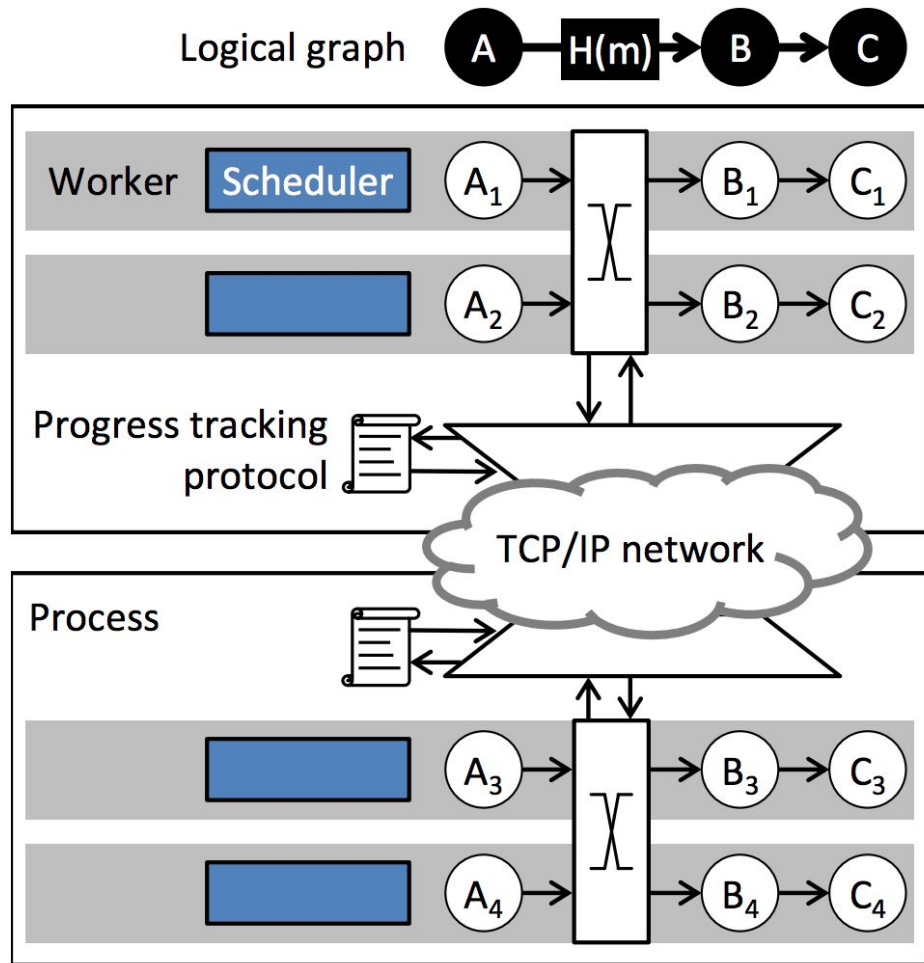 Logical graph A H(m) B C
Worker Scheduler A₁ B₁ C₁
A₂ B₂ C₂
Progress tracking
protocol
TCP/IP network
Process
A₃ B₃ C₃
A₄ B₄ C₄